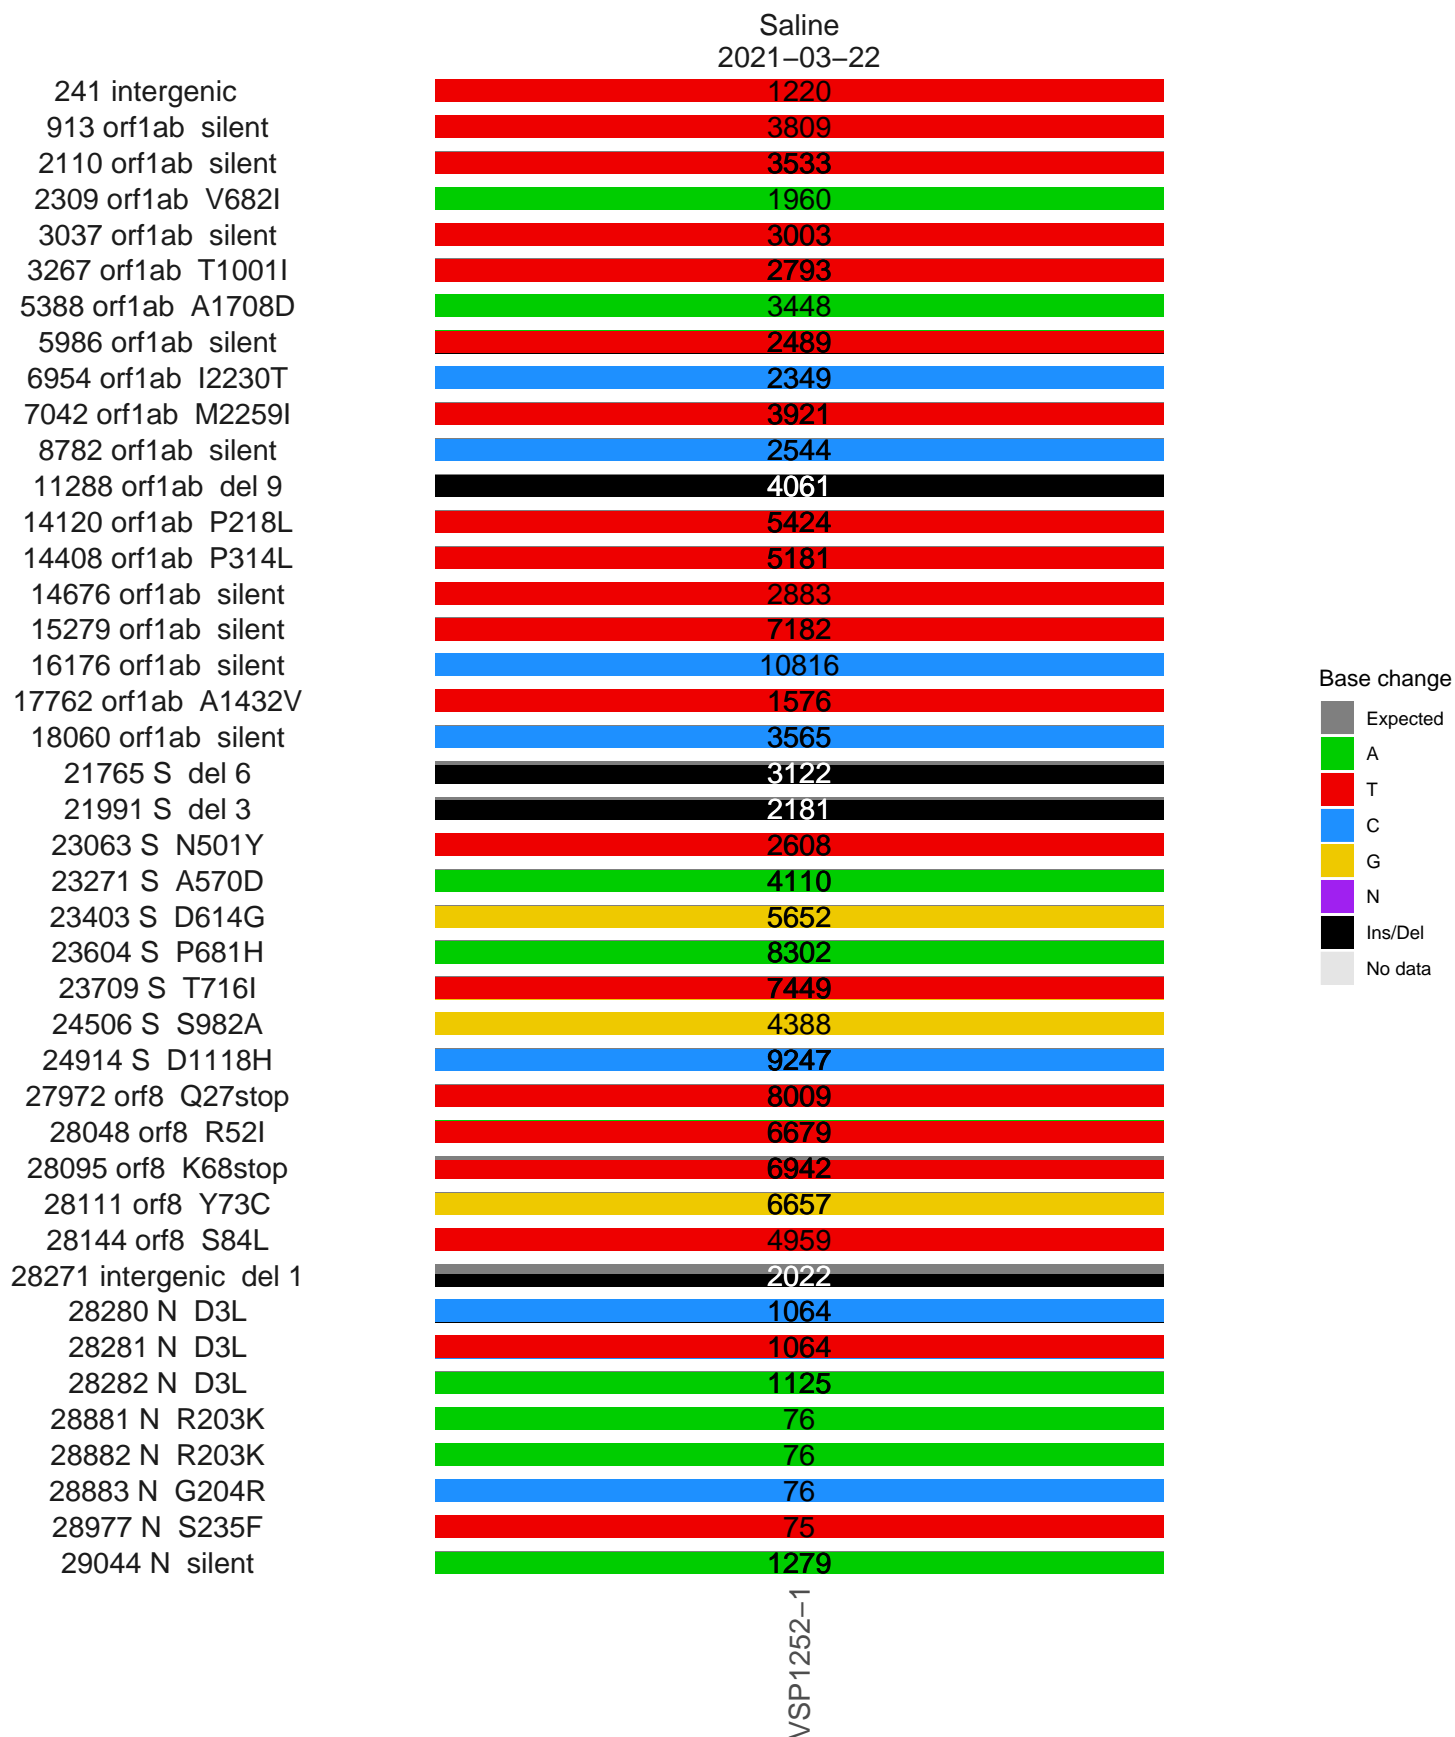 Saline
2021−03−22
241 intergenic 1220
913 orf1ab silent 3809
2110 orf1ab silent 3533
2309 orf1ab V682I 1960
3037 orf1ab silent 3003
3267 orf1ab T1001I 2793
5388 orf1ab A1708D 3448
5986 orf1ab silent 2489
6954 orf1ab I2230T 2349
7042 orf1ab M2259I 3921
8782 orf1ab silent 2544
11288 orf1ab del 9 4061
14120 orf1ab P218L 5424
14408 orf1ab P314L 5181
14676 orf1ab silent 2883
15279 orf1ab silent 7182
16176 orf1ab silent 10816
17762 orf1ab A1432V 1576
18060 orf1ab silent 3565
21765 S del 6 3122
21991 S del 3 2181
23063 S N501Y 2608
23271 S A570D 4110
23403 S D614G 5652
23604 S P681H 8302
23709 S T716I 7449
24506 S S982A 4388
24914 S D1118H 9247
27972 orf8 Q27stop 8009
28048 orf8 R52I 6679
28095 orf8 K68stop 6942
28111 orf8 Y73C 6657
28144 orf8 S84L 4959
28271 intergenic del 1 2022
28280 N D3L 1064
28281 N D3L 1064
28282 N D3L 1125
28881 N R203K 76
28882 N R203K 76
28883 N G204R 76
28977 N S235F 75
29044 N silent 1279
VSP1252−1
Base change
Expected
A
T
C
G
N
Ins/Del
No data